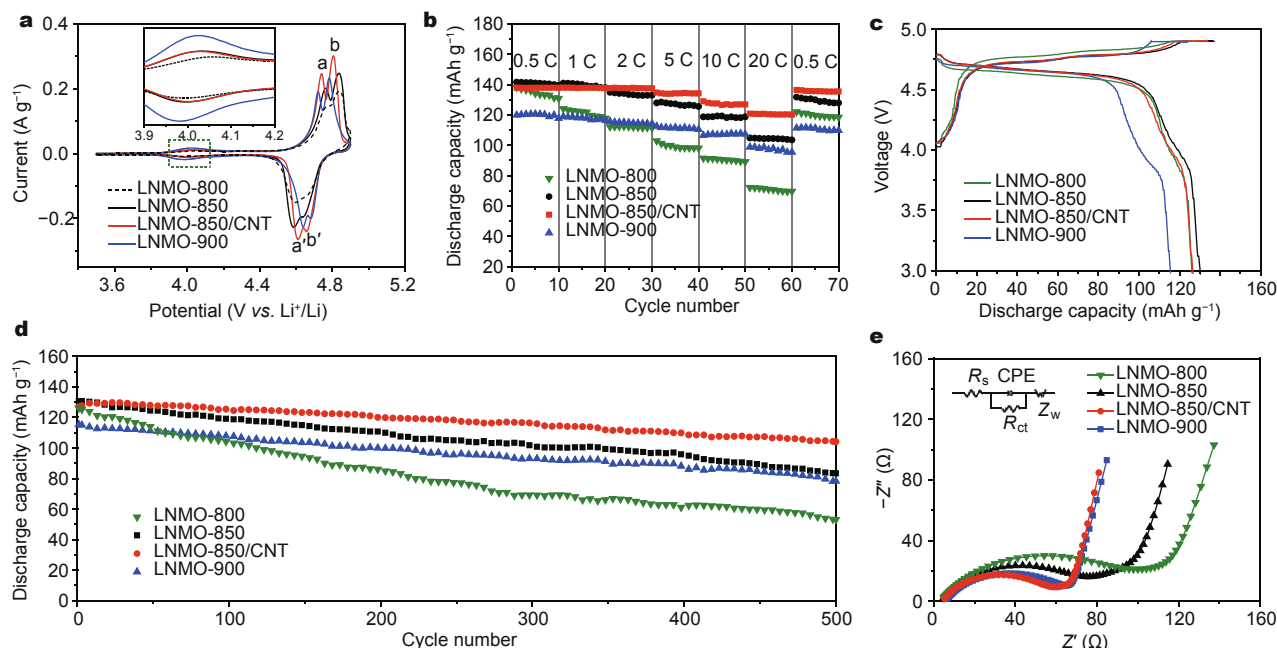 a
Current (A g⁻¹)
0.4
0.2
0.0
−0.2
3.9 4.0 4.1 4.2
a
b
a′ b′
LNMO-800
LNMO-850
LNMO-850/CNT
LNMO-900
3.6 4.0 4.4 4.8 5.2
Potential (V vs. Li⁺/Li)
b
Discharge capacity (mAh g⁻¹)
180
160
140
120
100
80
60
40
20
0.5 C 1 C 2 C 5 C 10 C 20 C 0.5 C
LNMO-800
LNMO-850
LNMO-850/CNT
LNMO-900
0 10 20 30 40 50 60 70
Cycle number
c
Voltage (V)
5.0
4.5
4.0
5.0
3.0
LNMO-800
LNMO-850
LNMO-850/CNT
LNMO-900
0 20 40 60 80 100 120 140 160
Discharge capacity (mAh g⁻¹)
d
Discharge capacity (mAh g⁻¹)
160
140
120
100
80
60
40
20
0
LNMO-800
LNMO-850
LNMO-850/CNT
LNMO-900
0 100 200 300 400 500
Cycle number
e
−Z″ (Ω)
160
120
80
40
0
Rs CPE
Rct
Zw
LNMO-800
LNMO-850
LNMO-850/CNT
LNMO-900
0 40 80 120 160
Z′ (Ω)